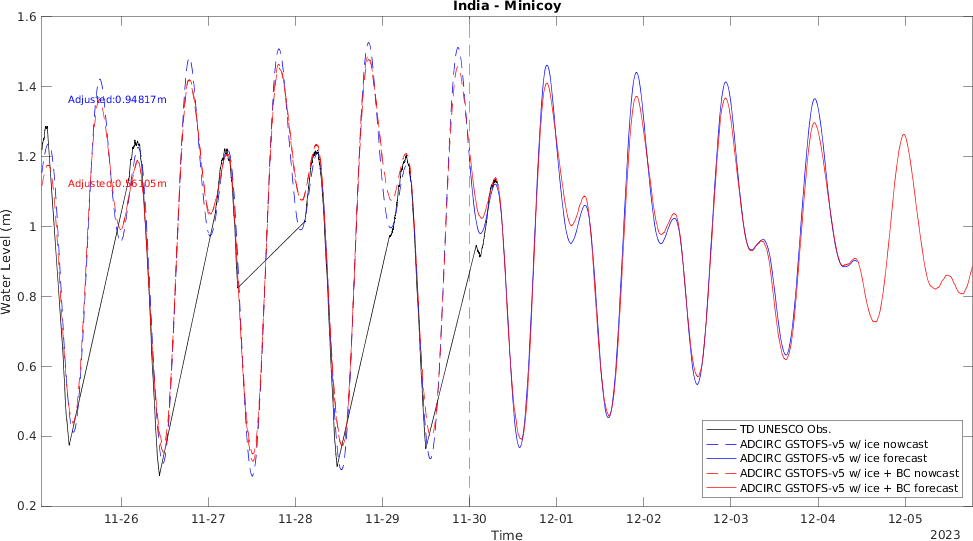 India - Minicoy
Water Level (m)
1.6
1.4
1.2
1
0.8
0.6
0.4
0.2
Adjusted:0.94817m
Adjusted:0.96105m
TD UNESCO Obs.
ADCIRC GSTOFS-v5 w/ ice nowcast
ADCIRC GSTOFS-v5 w/ ice forecast
ADCIRC GSTOFS-v5 w/ ice + BC nowcast
ADCIRC GSTOFS-v5 w/ ice + BC forecast
11-26 11-27 11-28 11-29 11-30 12-01 12-02 12-03 12-04 12-05
2023
Time